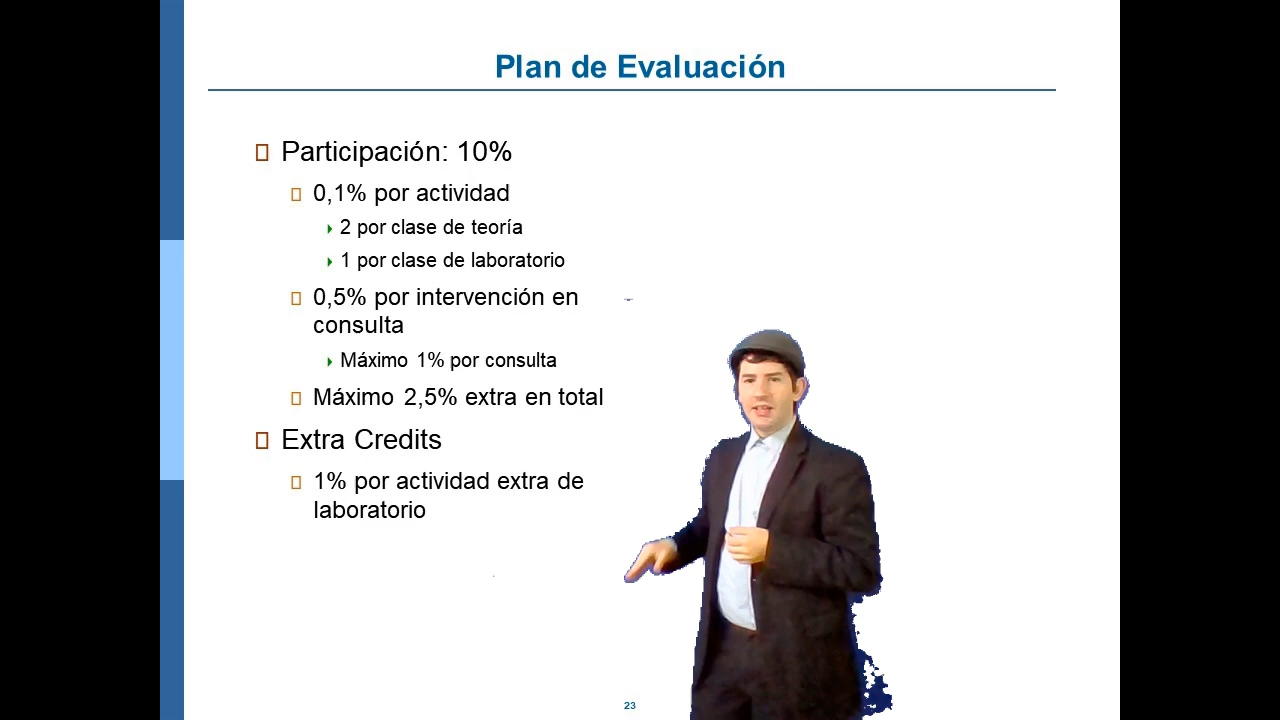 Plan de Evaluación
Participación: 10%
0,1% por actividad
2 por clase de teoría
1 por clase de laboratorio
0,5% por intervención en
consulta
Máximo 1% por consulta
Máximo 2,5% extra en total
Extra Credits
1% por actividad extra de
laboratorio
23